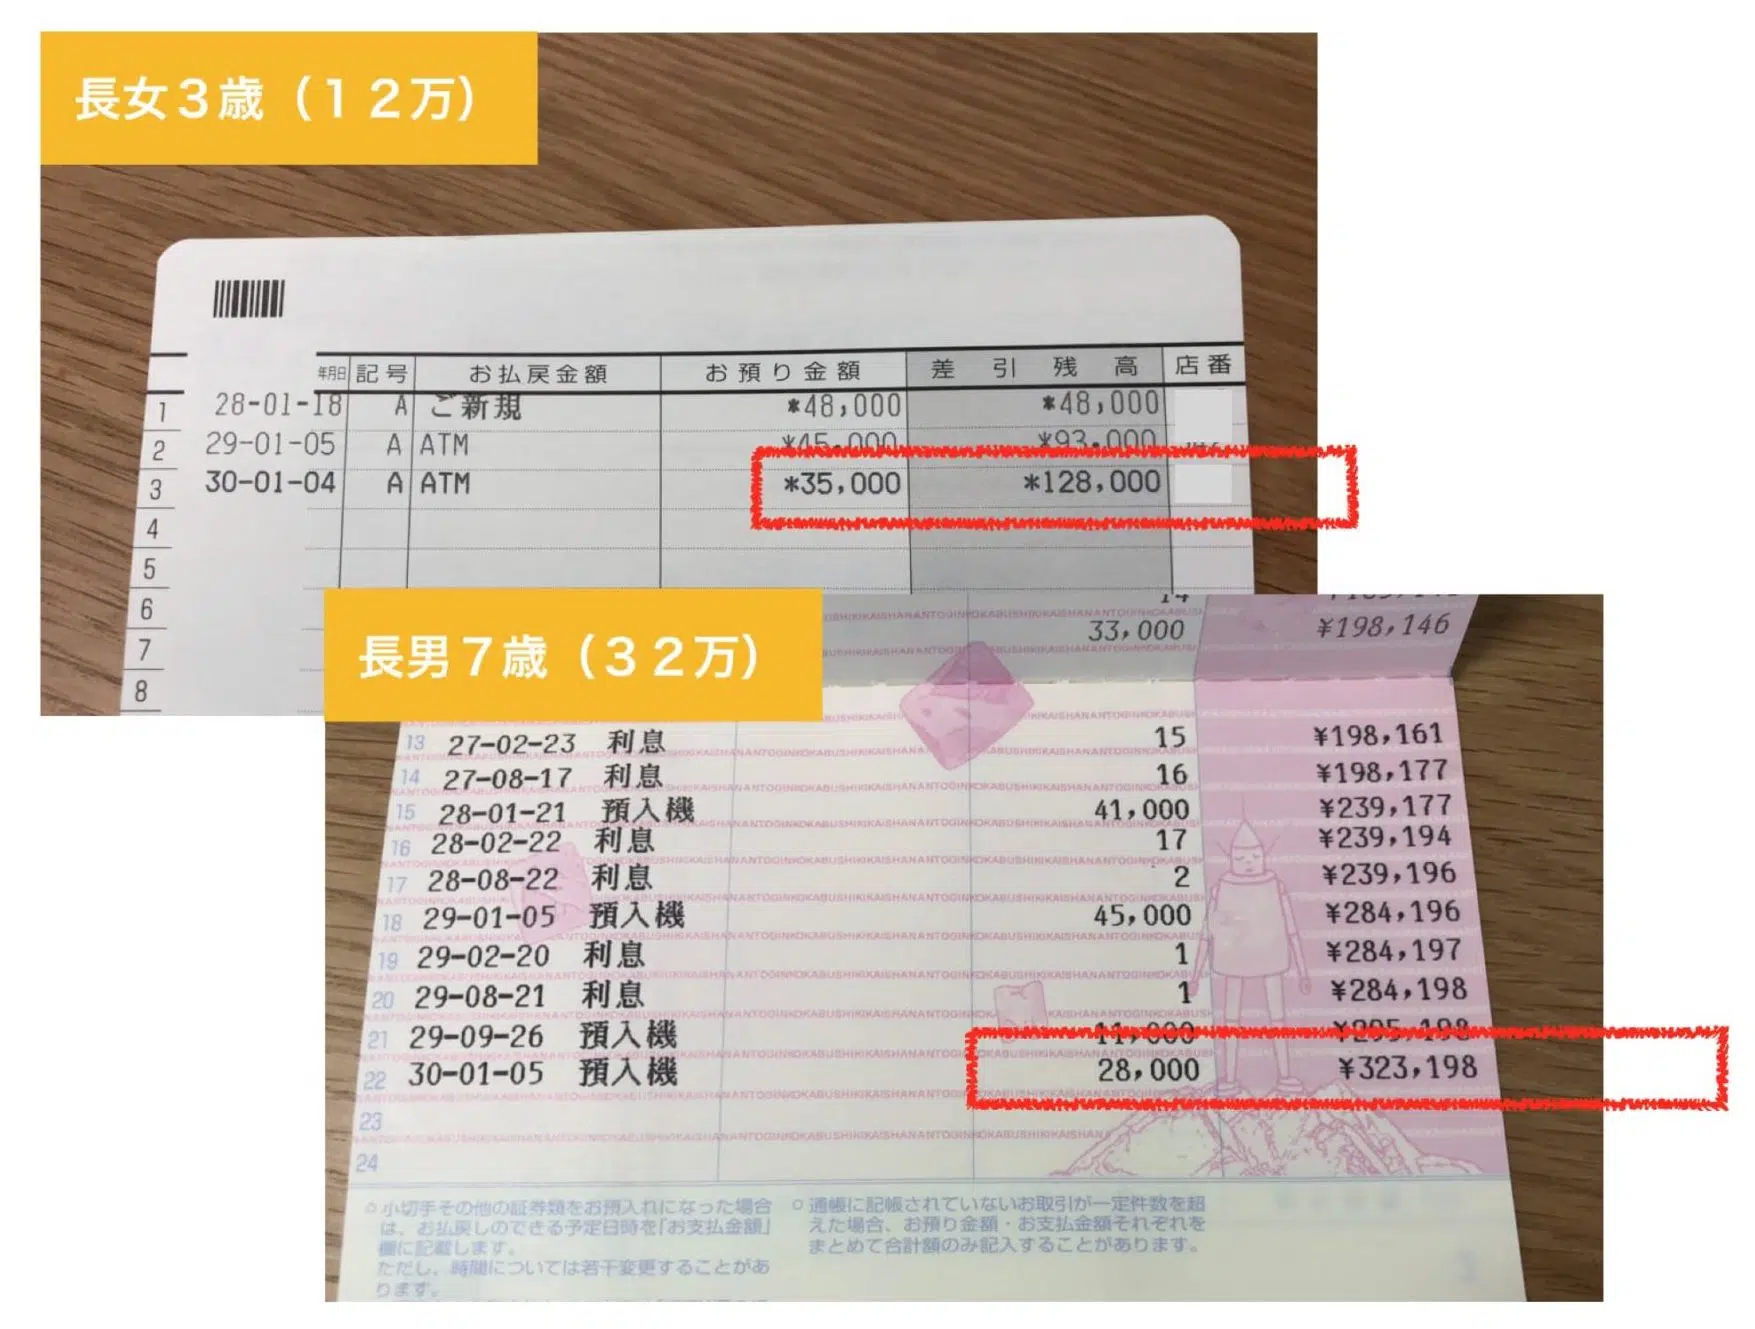 長女３歳（１２万）
年月日 記号 お払戻金額 お預り金額 差引残高 店番
1 28-01-18 A ご新規 *48,000 *48,000
2 29-01-05 A ATM *45,000 *93,000
3 30-01-04 A ATM *35,000 *128,000
4
5
6
7
8
長男７歳（３２万）
14
33,000 ¥198,146
13 27-02-23 利息 15 ¥198,161
14 27-08-17 利息 16 ¥198,177
15 28-01-21 預入機 41,000 ¥239,177
16 28-02-22 利息 17 ¥239,194
17 28-08-22 利息 2 ¥239,196
18 29-01-05 預入機 45,000 ¥284,196
19 29-02-20 利息 1 ¥284,197
20 29-08-21 利息 1 ¥284,198
21 29-09-26 預入機 11,000 ¥295,198
22 30-01-05 預入機 28,000 ¥323,198
23
24
○小切手その他の証券類をお預入れになった場合
は、お払戻しのできる予定日時を「お支払金額」
欄に記載します。
ただし、時間については若干変更することがあ
ります。
○通帳に記帳されていないお取引が一定件数を超
えた場合、お預り金額・お支払金額それぞれを
まとめて合計額のみ記入することがあります。